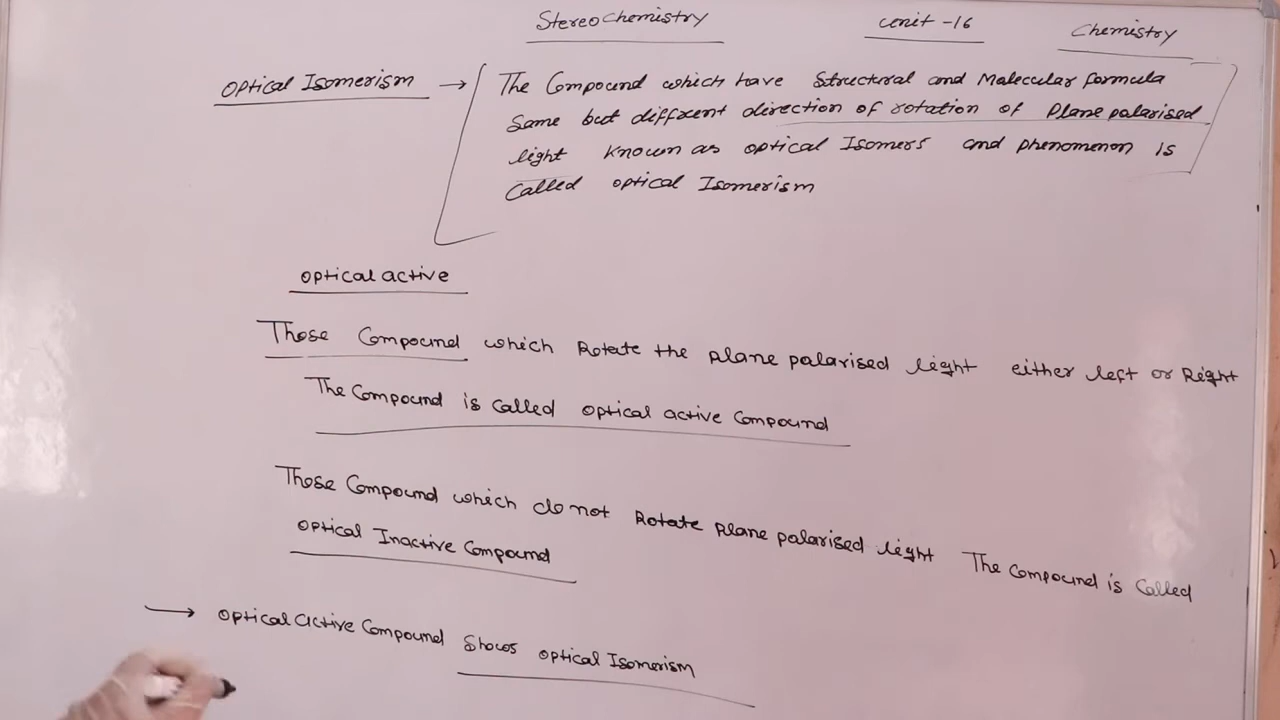 StereoChemistry unit -16 Chemistry
Optical Isomerism → The Compound which have Structural and Molecular formula
Same but different direction of rotation of Plane palarised
light known as optical Isomers and phenomenon is
Called optical Isomerism
optical active
Those Compound which Rotate the plane palarised light either left or Right
The Compound is Called optical active Compound
Those Compound which do not Rotate plane palarised light The Compound is Called
optical Inactive Compound
→ optical active Compound Shows optical Isomerism